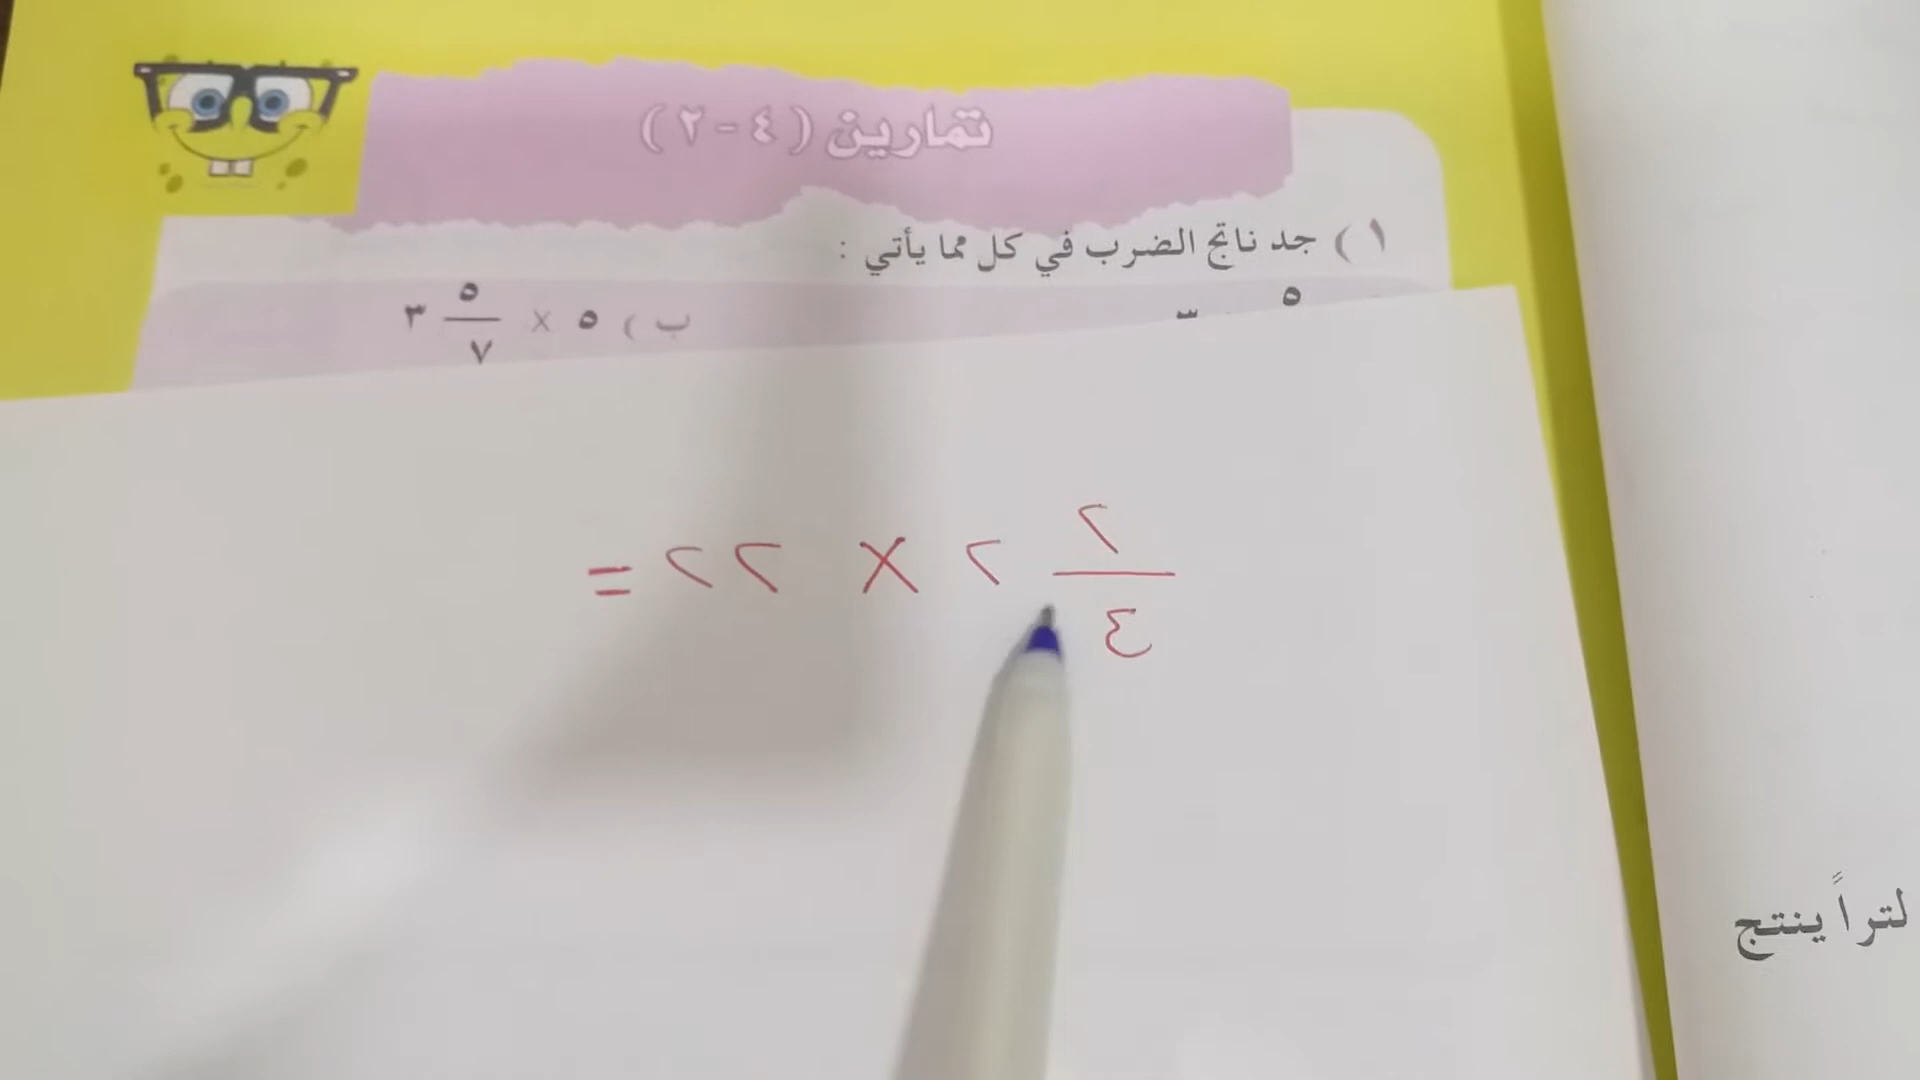 تمارين ( ٤ - ٢ )
١ ) جد ناتج الضرب في كل مما يأتي :
٥
ب ) ٥ × ٣ ٥/٧
٢/٤ ٢ × ٢٢ =
لتراً ينتج